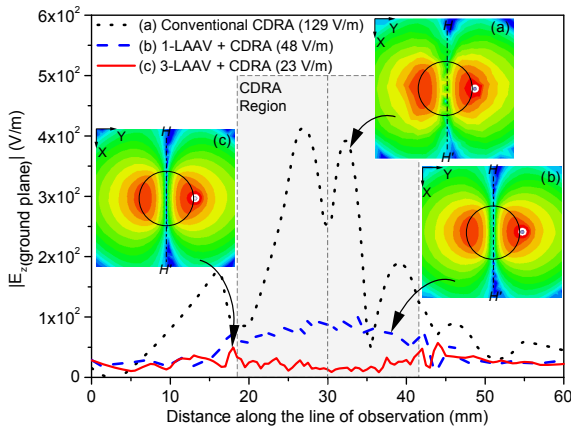 (a) Conventional CDRA (129 V/m)
(b) 1-LAAV + CDRA (48 V/m)
(c) 3-LAAV + CDRA (23 V/m)
CDRA
Region
6x10²
5x10²
4x10²
3x10²
2x10²
1x10²
0
|E_z(ground plane)| (V/m)
0 10 20 30 40 50 60
Distance along the line of observation (mm)
Y
X
H
(a)
H
Y
X
H
(b)
H
Y
X
H
(c)
H